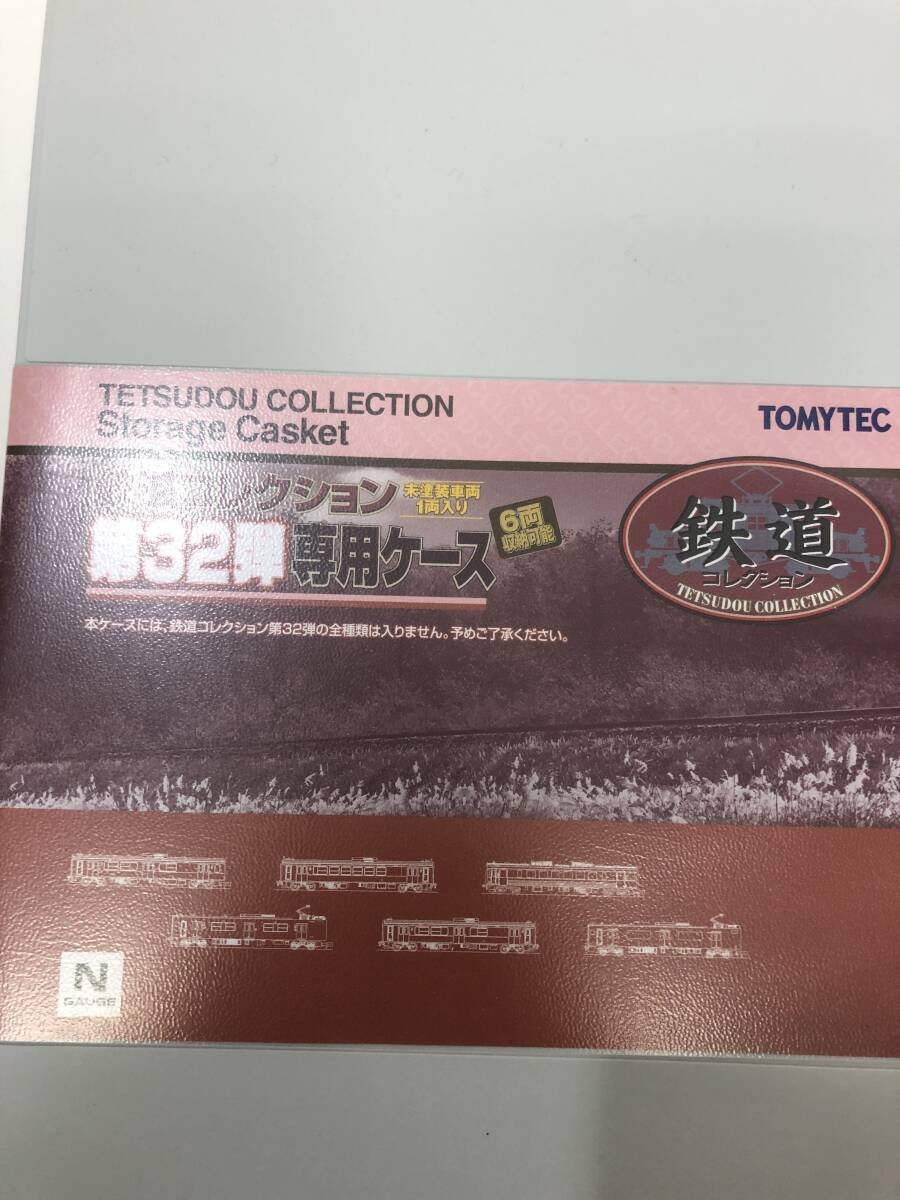 TETSUDOU COLLECTION
Storage Casket
TOMYTEC
コレクション
未塗装車両
1両入り
6両
収納可能
第32弾専用ケース
鉄道
コレクション
TETSUDOU COLLECTION
本ケースには、鉄道コレクション第32弾の全種類は入りません。予めご了承ください。
N
GAUGE